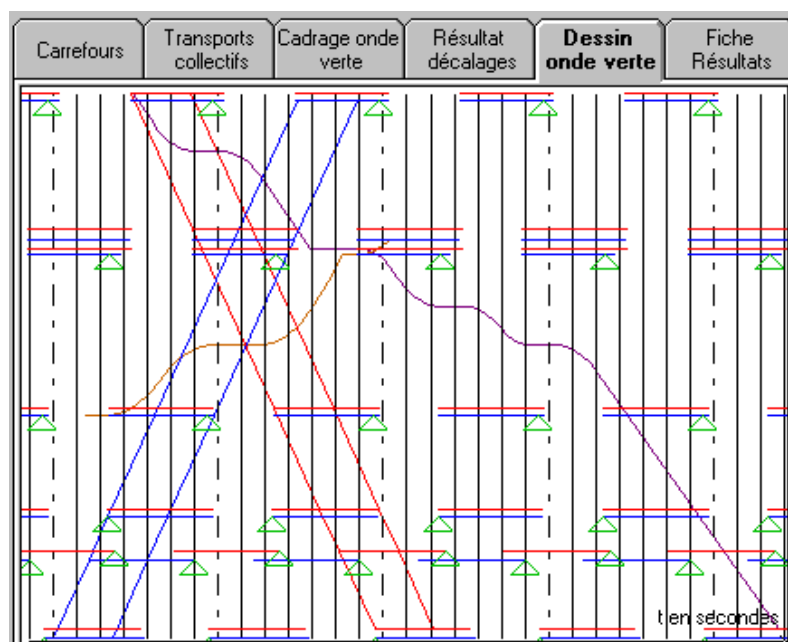 Carrefours
Transports
collectifs
Cadrage onde
verte
Résultat
décalages
Dessin
onde verte
Fiche
Résultats
t en secondes